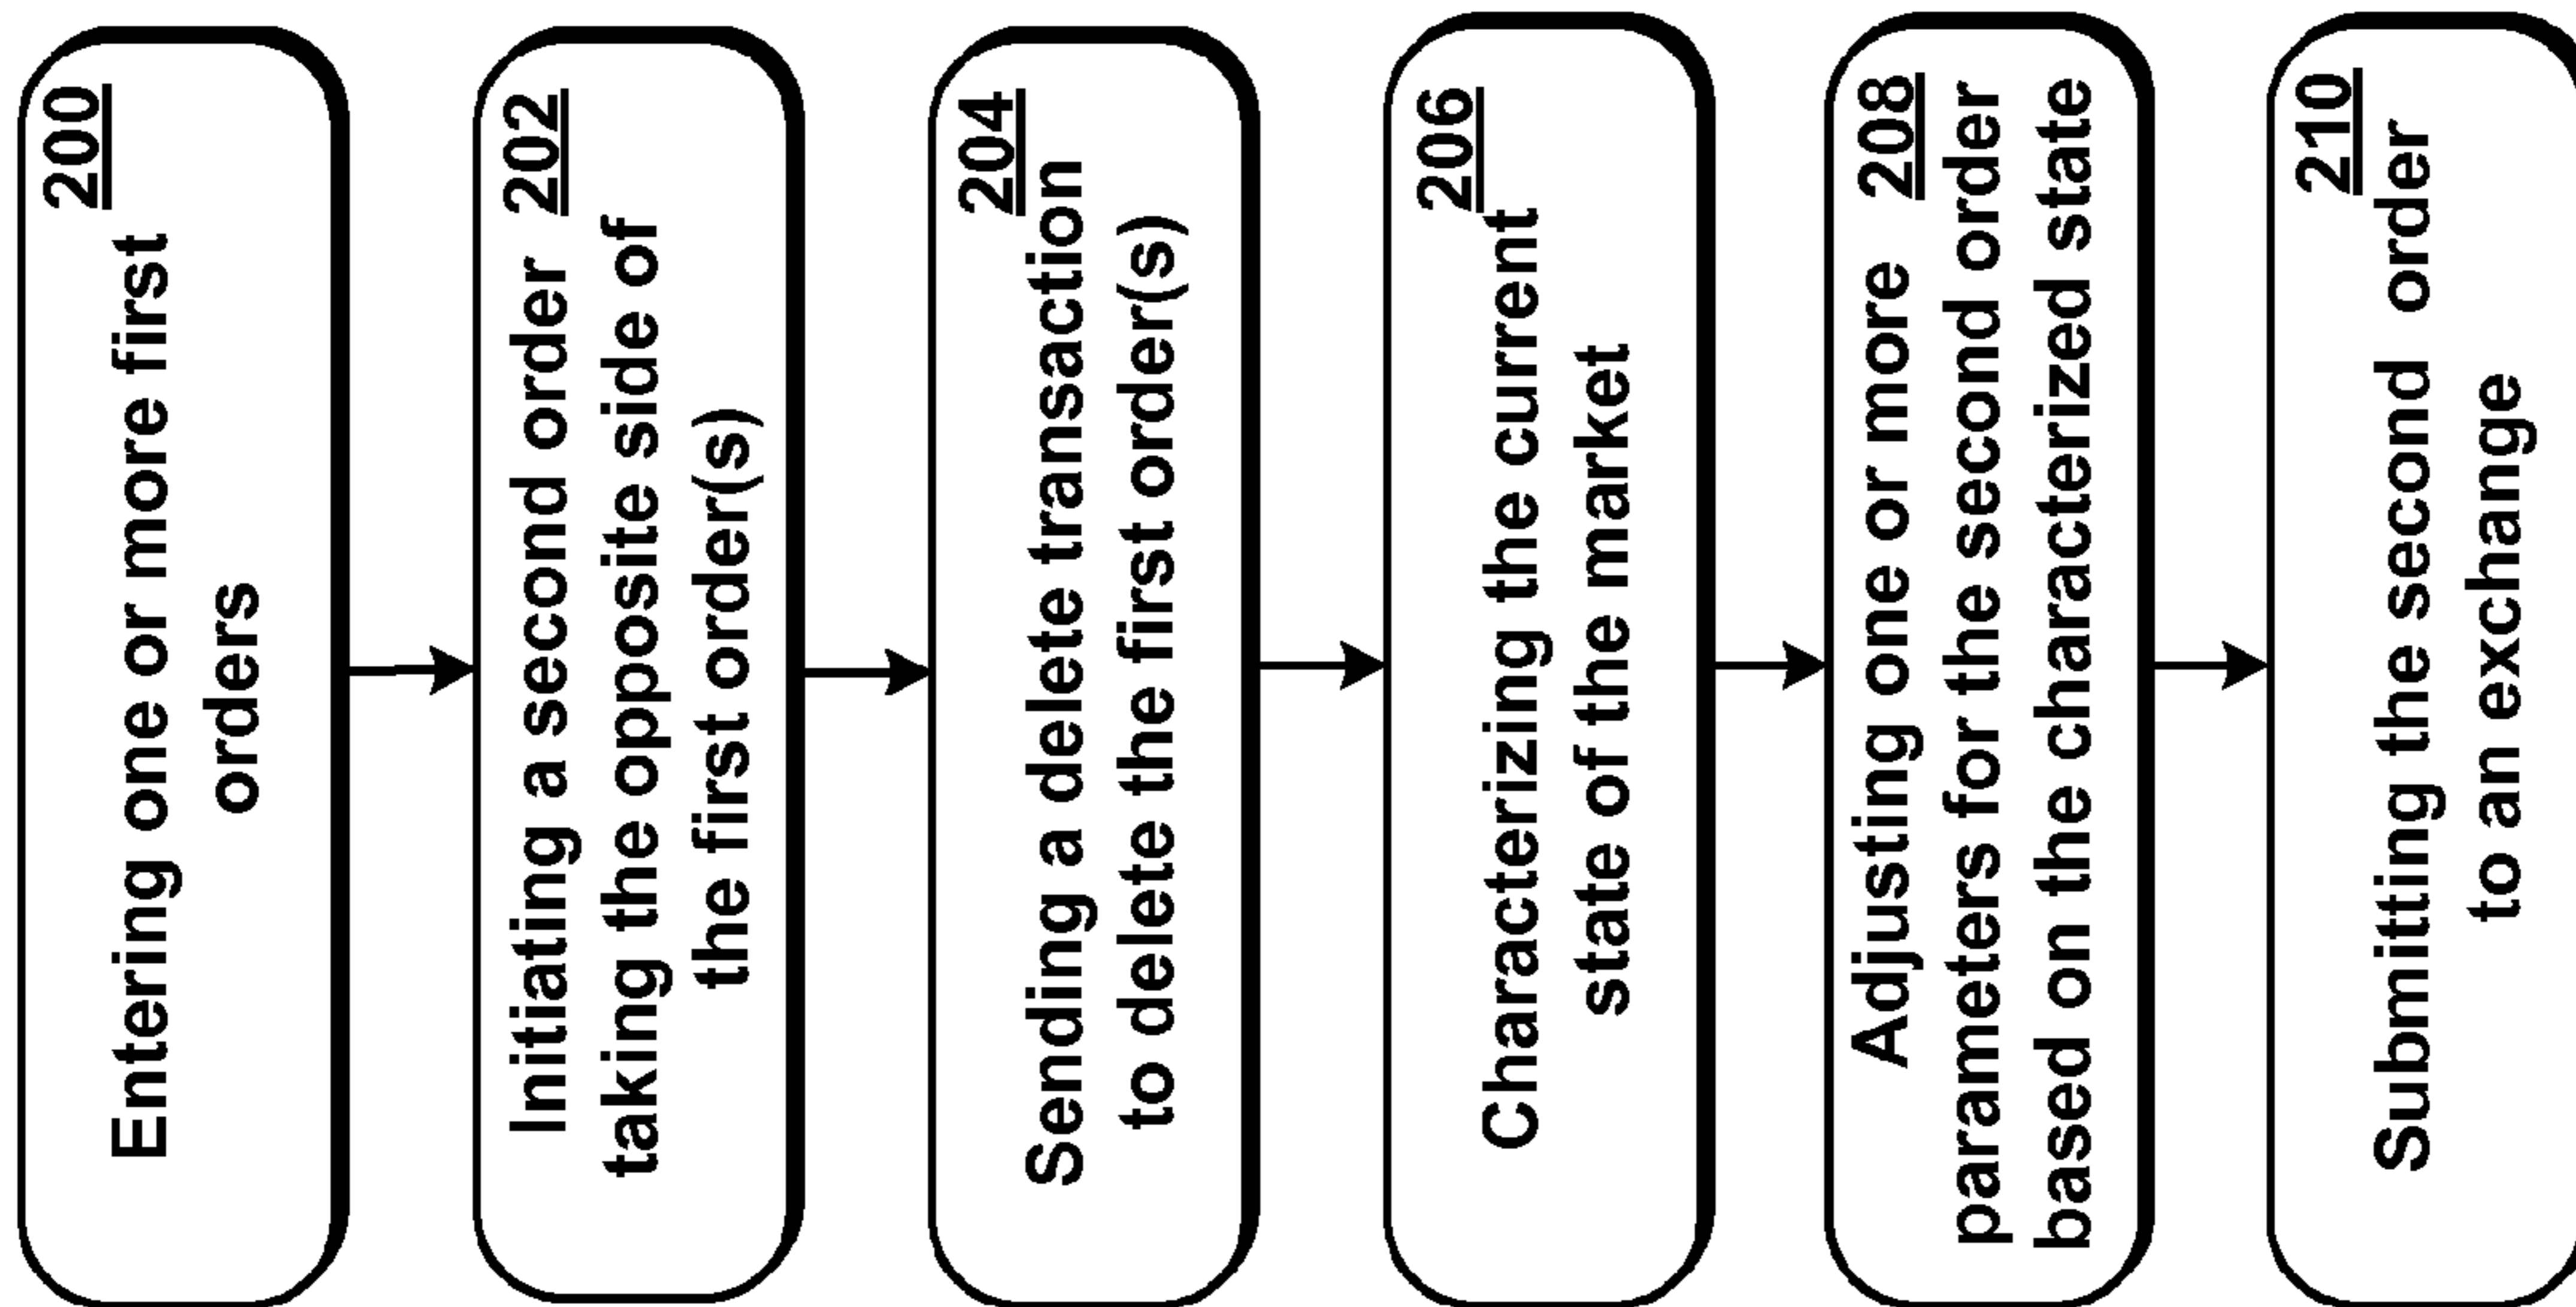 200
Entering one or more first
orders
Initiating a second order 202
taking the opposite side of
the first order(s)
204
Sending a delete transaction
to delete the first order(s)
206
Characterizing the current
state of the market
Adjusting one or more 208
parameters for the second order
based on the characterized state
210
Submitting the second order
to an exchange